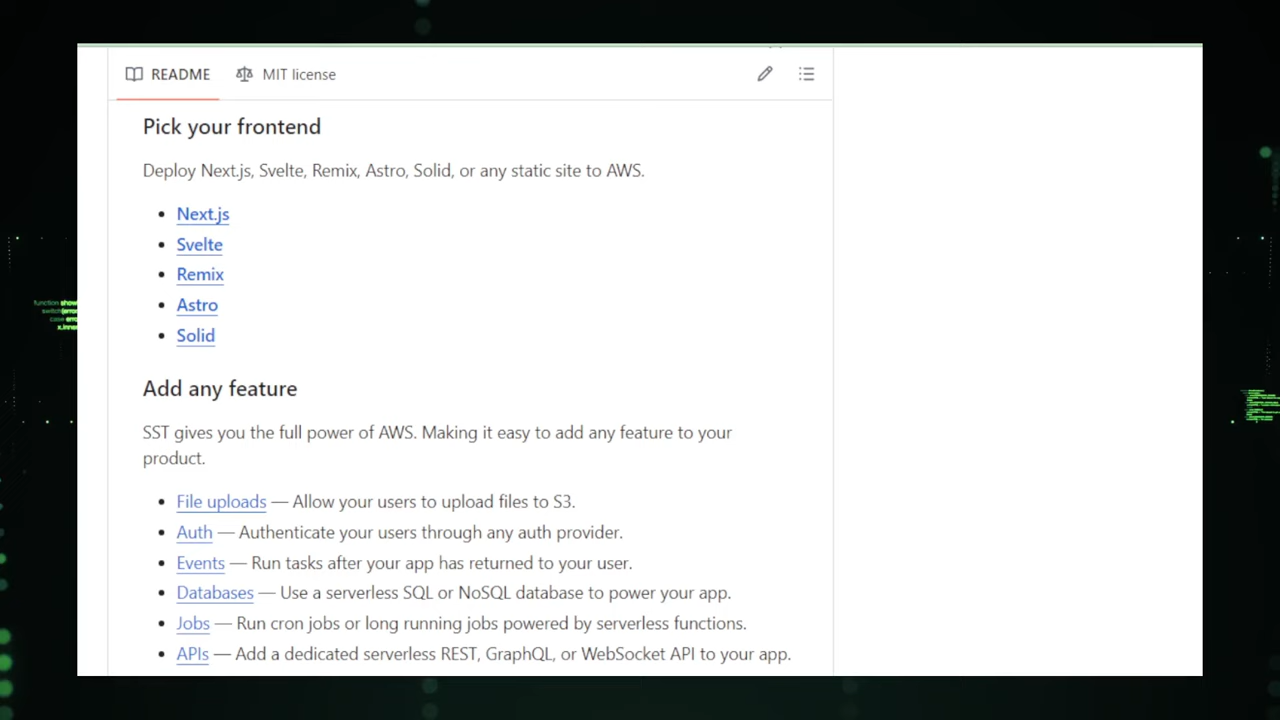 README
MIT license
Pick your frontend
Deploy Next.js, Svelte, Remix, Astro, Solid, or any static site to AWS.
Next.js
Svelte
Remix
Astro
Solid
Add any feature
SST gives you the full power of AWS. Making it easy to add any feature to your
product.
File uploads — Allow your users to upload files to S3.
Auth — Authenticate your users through any auth provider.
Events — Run tasks after your app has returned to your user.
Databases — Use a serverless SQL or NoSQL database to power your app.
Jobs — Run cron jobs or long running jobs powered by serverless functions.
APIs — Add a dedicated serverless REST, GraphQL, or WebSocket API to your app.
function show
case